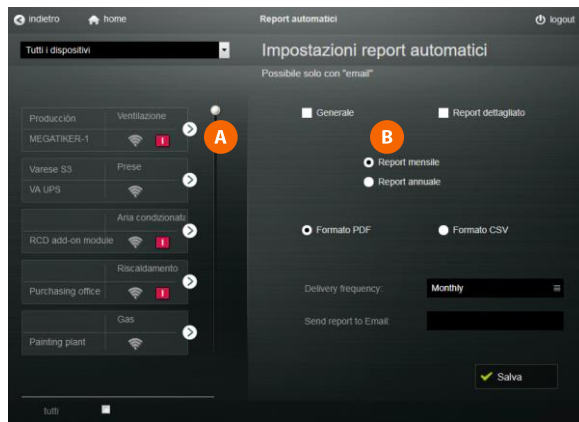 indietro home Report automatici logout
Tutti i dispositivi
Impostazioni report automatici
Possibile solo con "email"
Producción Ventilazione
MEGATIKER-1 I
A
Generale Report dettagliato
B
Report mensile
Report annuale
Varese S3 Prese
VA UPS
Aria condizionata
RCD add-on module I
Formato PDF Formato CSV
Riscaldamento
Purchasing office I
Delivery frequency: Monthly
Gas
Painting plant
Send report to Email:
Salva
tutti